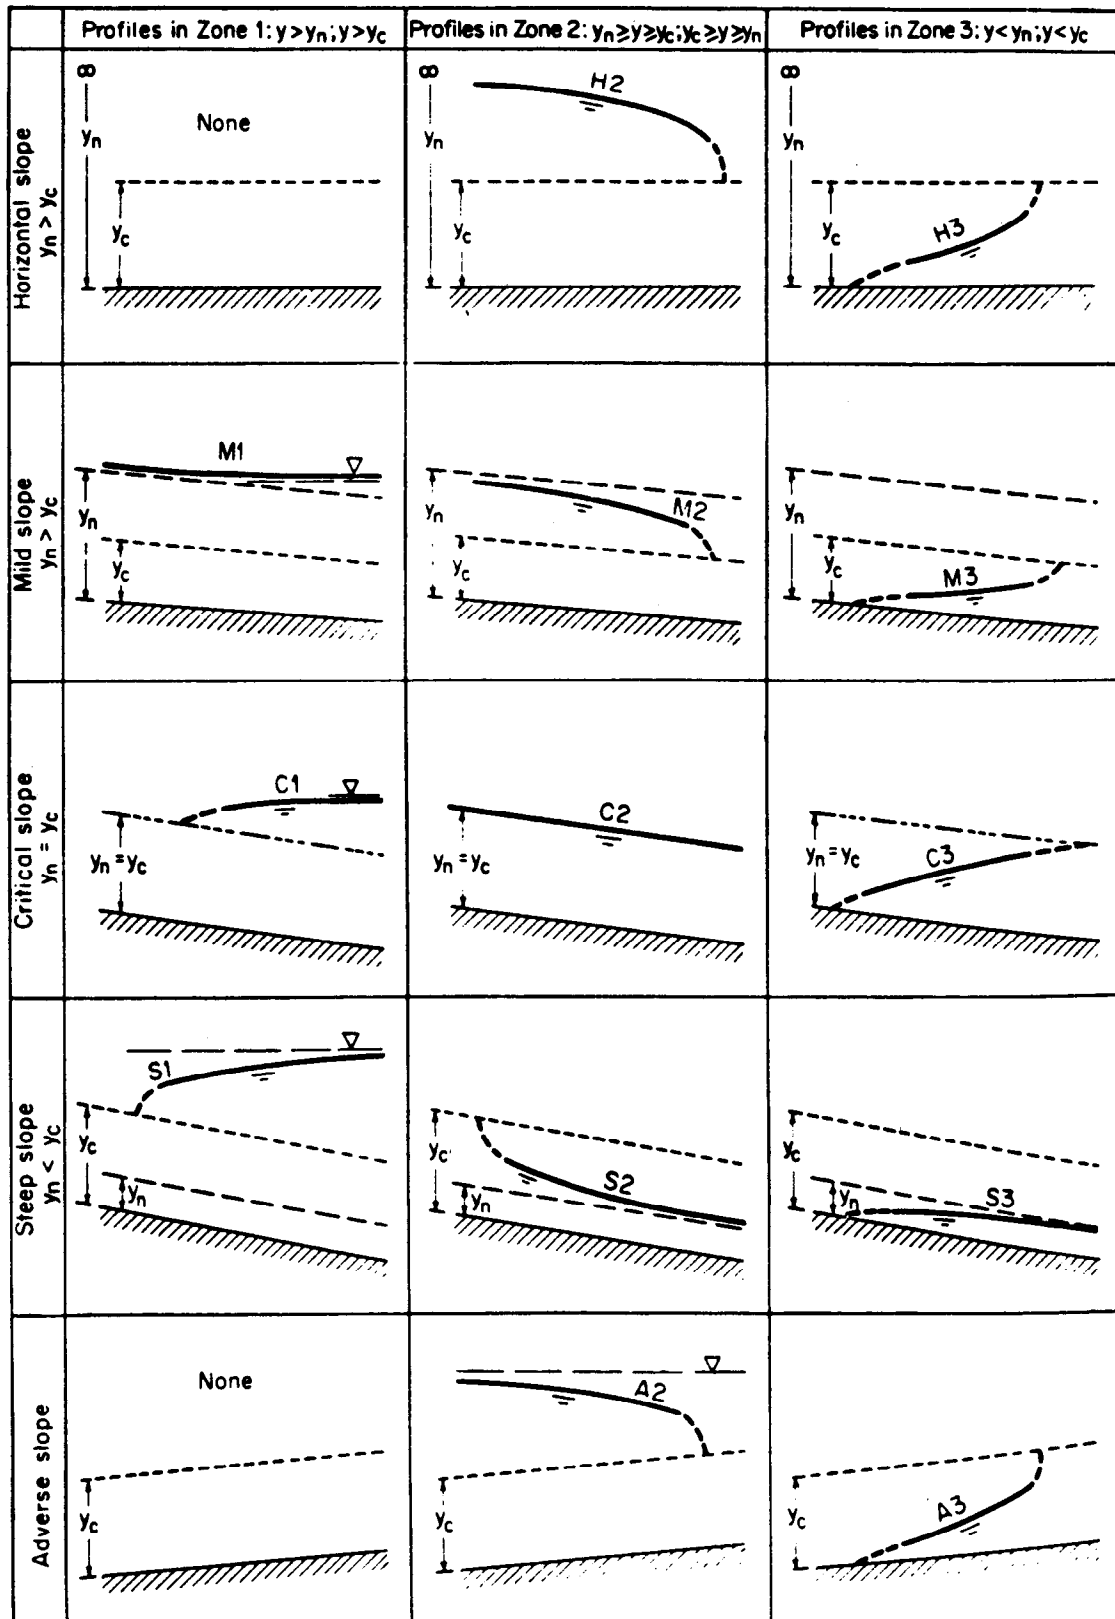 Profiles in Zone 1: y>yn; y>yc
Profiles in Zone 2: yn≥y≥yc; yc≥y≥yn
Profiles in Zone 3: y<yn; y<yc
Horizontal slope
yn > yc
∞
yn
None
yc
∞
yn
H2
yc
∞
yn
yc
H3
Mild slope
yn > yc
M1
yn
yc
yn
M2
yc
yn
yc
M3
Critical slope
yn = yc
C1
yn = yc
C2
yn = yc
yn = yc
C3
Steep slope
yn < yc
S1
yc
yn
yc
yn
S2
yc
yn
S3
Adverse slope
None
yc
A2
yc
yc
A3